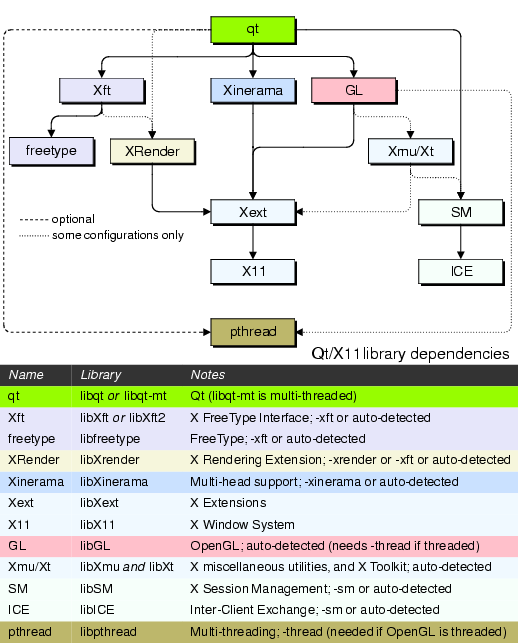 qt
Xft
Xinerama
GL
freetype
XRender
Xmu/Xt
Xext
SM
optional
some configurations only
X11
ICE
pthread
Qt/X11 library dependencies
Name Library Notes
qt libqt or libqt-mt Qt (libqt-mt is multi-threaded)
Xft libXft or libXft2 X FreeType Interface; -xft or auto-detected
freetype libfreetype FreeType; -xft or auto-detected
XRender libXrender X Rendering Extension; -xrender or -xft or auto-detected
Xinerama libXinerama Multi-head support; -xinerama or auto-detected
Xext libXext X Extensions
X11 libX11 X Window System
GL libGL OpenGL; auto-detected (needs -thread if threaded)
Xmu/Xt libXmu and libXt X miscellaneous utilities, and X Toolkit; auto-detected
SM libSM X Session Management; -sm or auto-detected
ICE libICE Inter-Client Exchange; -sm or auto-detected
pthread libpthread Multi-threading; -thread (needed if OpenGL is threaded)